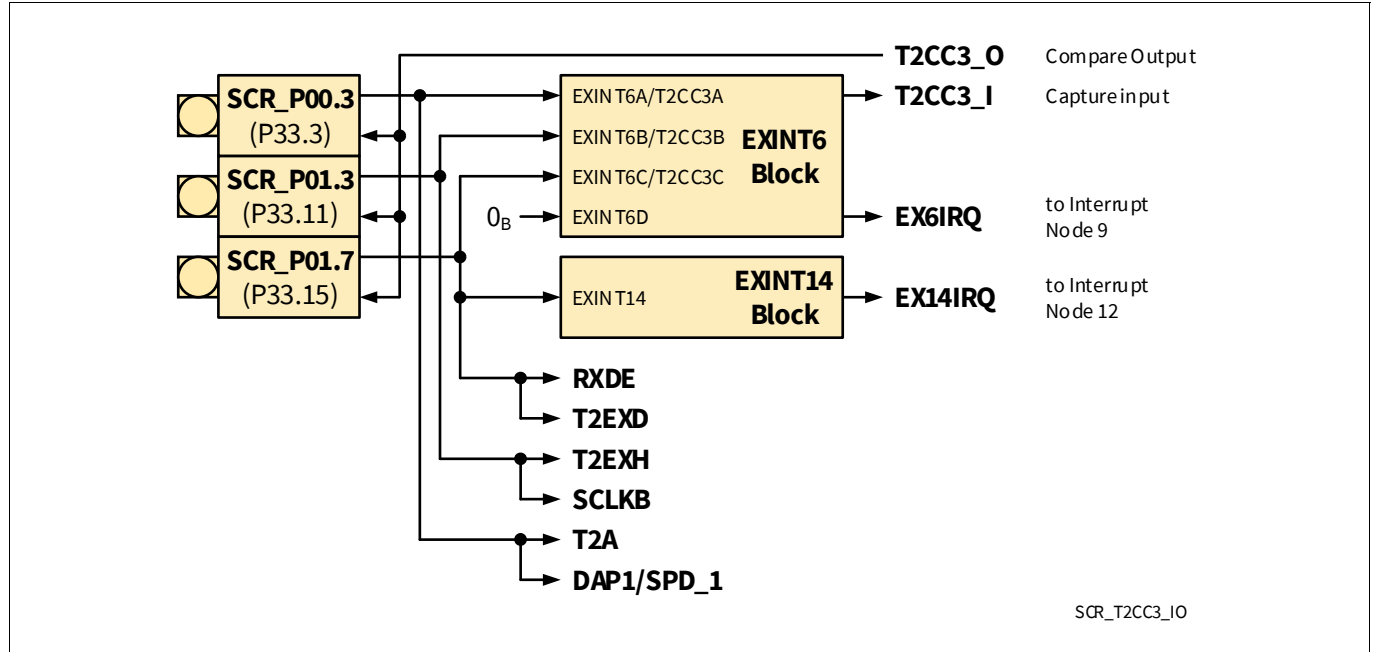 T2CC3_O Compare Output
SCR_P00.3
(P33.3)
EXINT6A/T2CC3A
T2CC3_I Capture input
EXINT6B/T2CC3B
EXINT6
Block
SCR_P01.3
(P33.11)
EXINT6C/T2CC3C
0B
EXINT6D
EX6IRQ
to Interrupt
Node 9
SCR_P01.7
(P33.15)
EXINT14
EXINT14
Block
EX14IRQ
to Interrupt
Node 12
RXDE
T2EXD
T2EXH
SCLKB
T2A
DAP1/SPD_1
SCR_T2CC3_IO